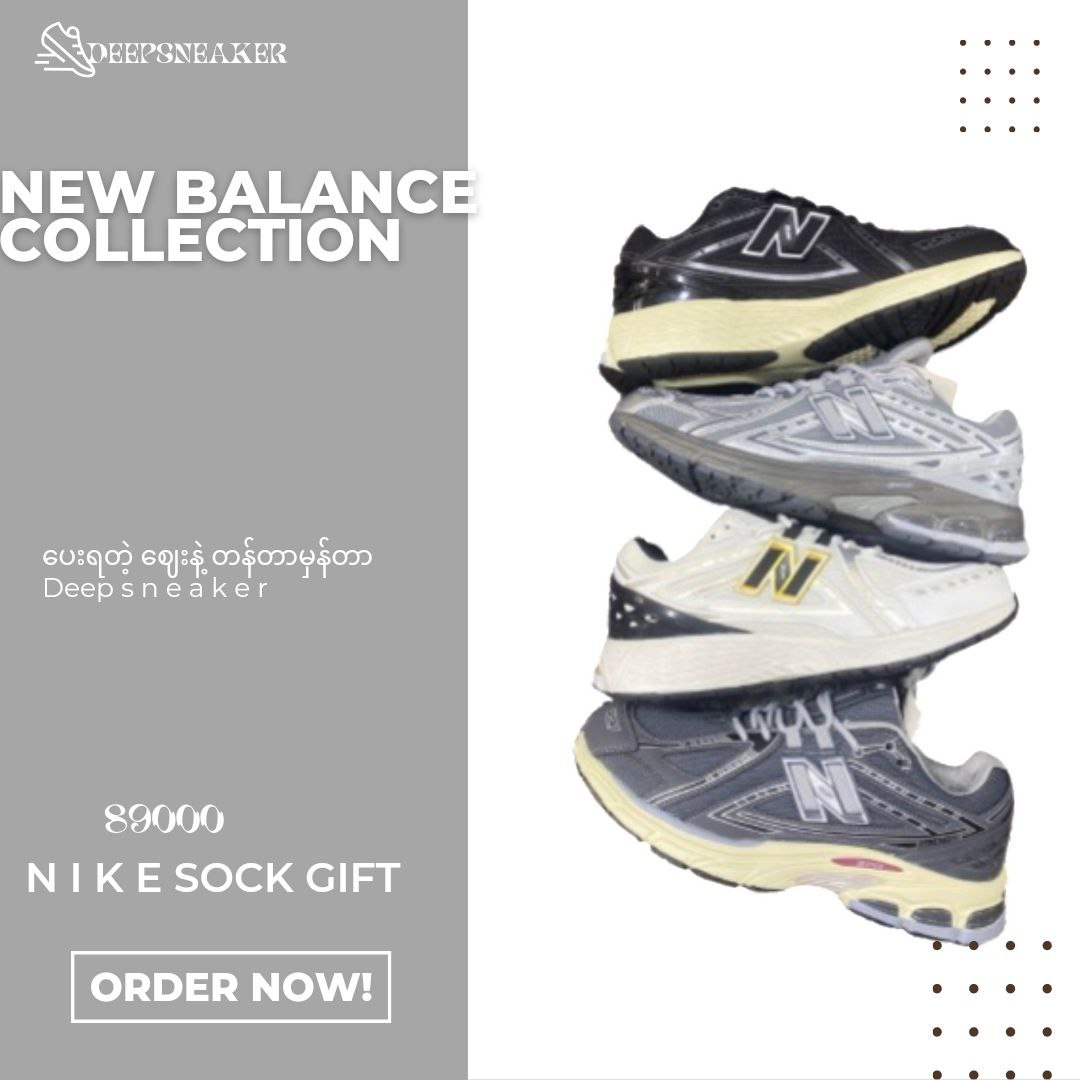 DEEPSNEAKER
NEW BALANCE
COLLECTION
ပေးရတဲ့ ဈေးနဲ့ တန်တာမှန်တာ
Deep s n e a k e r
89000
N I K E SOCK GIFT
ORDER NOW!
N
N
N
N